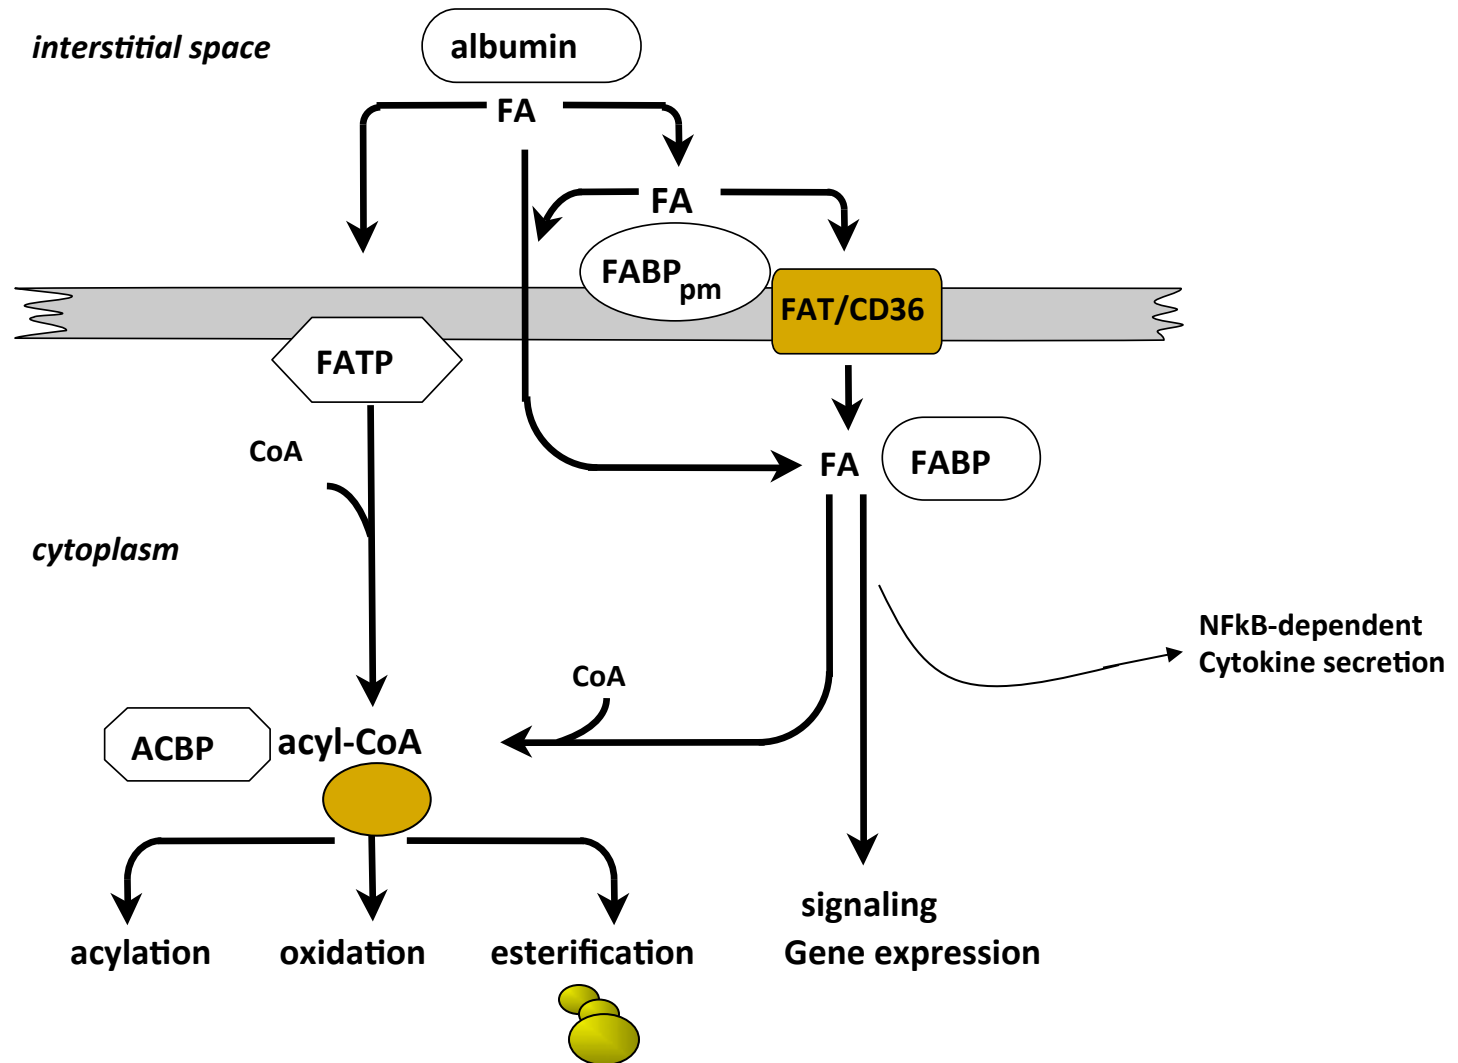 interstitial space
albumin
FA
FA
FABPpm
FAT/CD36
FATP
CoA
FA
FABP
cytoplasm
NFkB-dependent
Cytokine secretion
CoA
ACBP
acyl-CoA
signaling
acylation
oxidation
esterification
Gene expression